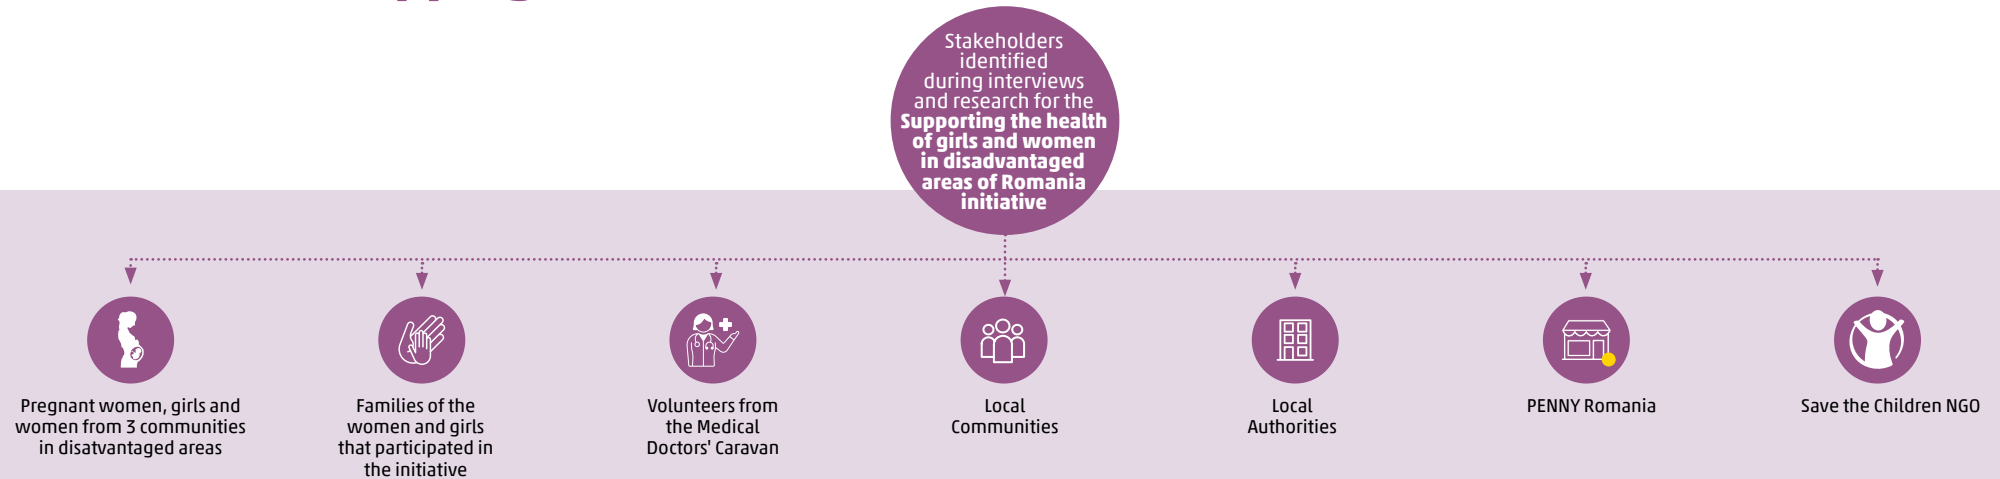 Stakeholders
identified
during interviews
and research for the
Supporting the health
of girls and women
in disadvantaged
areas of Romania
initiative
Pregnant women, girls and
women from 3 communities
in disatvantaged areas
Families of the
women and girls
that participated in
the initiative
Volunteers from
the Medical
Doctors' Caravan
Local
Communities
Local
Authorities
PENNY Romania
Save the Children NGO